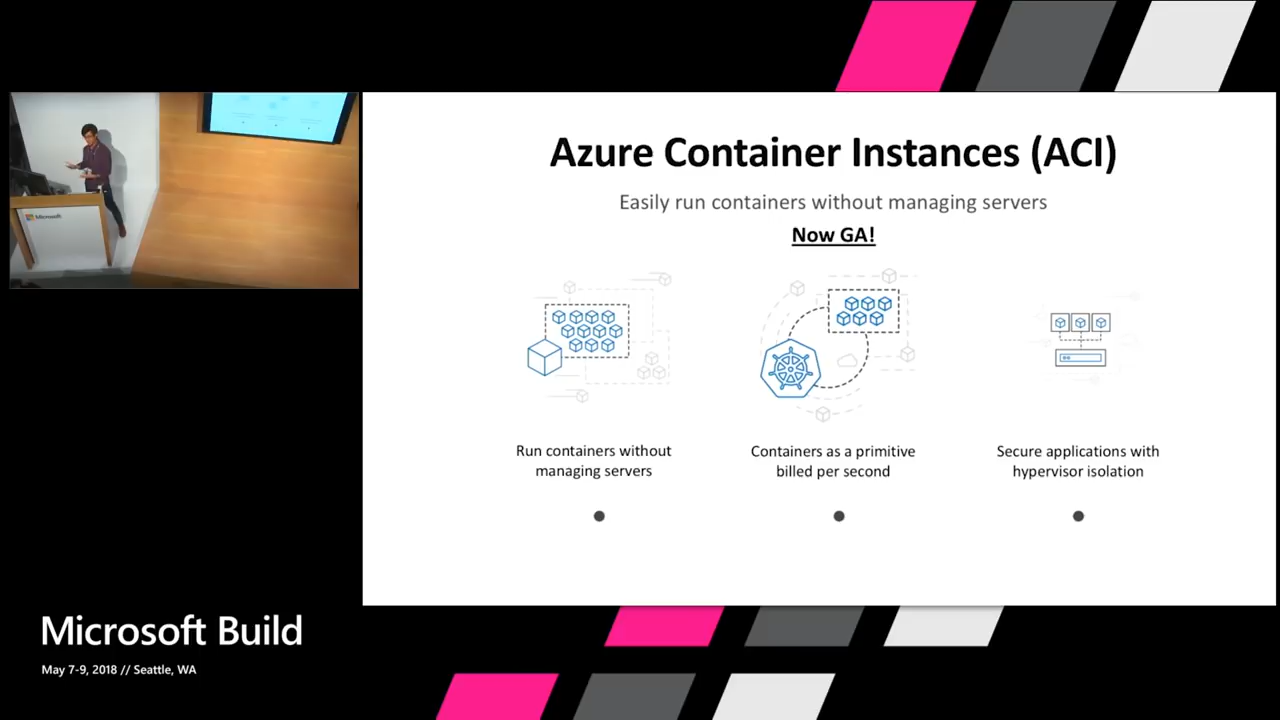 Microsoft
Azure Container Instances (ACI)
Easily run containers without managing servers
Now GA!
Run containers without
managing servers
Containers as a primitive
billed per second
Secure applications with
hypervisor isolation
Microsoft Build
May 7-9, 2018 // Seattle, WA